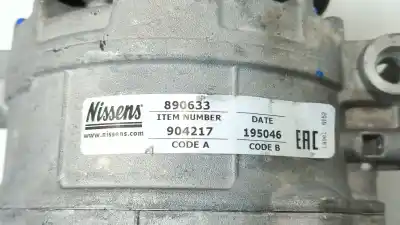 Nissens
www.nissens.com
890633
ITEM NUMBER
DATE
904217
195046
CODE A
CODE B
EAC